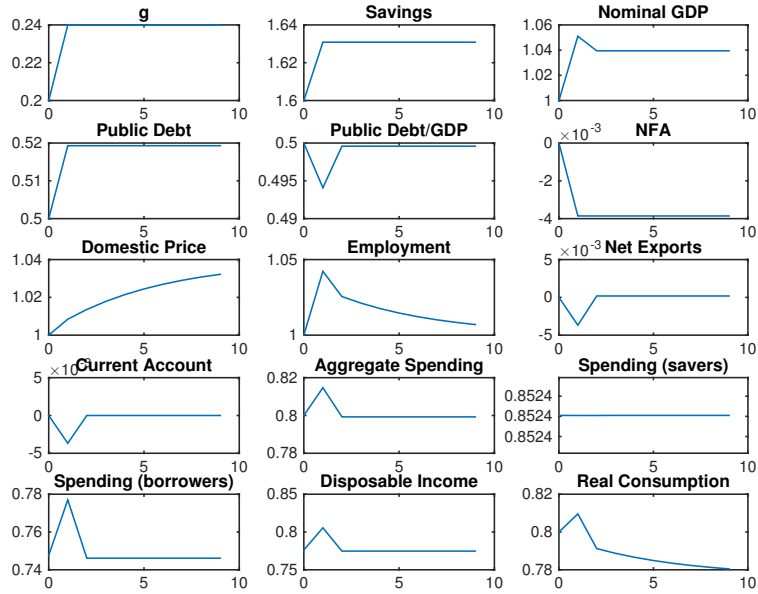 g
Savings
Nominal GDP
0.24
0.22
0.2
0 5 10
1.64
1.62
1.6
0 5 10
1.06
1.04
1.02
1
0 5 10
Public Debt
Public Debt/GDP
NFA
0.52
0.51
0.5
0 5 10
0.5
0.495
0.49
0 5 10
×10⁻³
0
-2
-4
0 5 10
Domestic Price
Employment
Net Exports
1.04
1.02
1
0 5 10
1.05
1
0 5 10
×10⁻³
5
0
-5
0 5 10
Current Account
Aggregate Spending
Spending (savers)
5
0
-5
0 5 10
0.82
0.8
0.78
0 5 10
0.8524
0.8524
0.8524
0 5 10
Spending (borrowers)
Disposable Income
Real Consumption
0.78
0.76
0.74
0 5 10
0.85
0.8
0.75
0 5 10
0.82
0.8
0.78
0 5 10